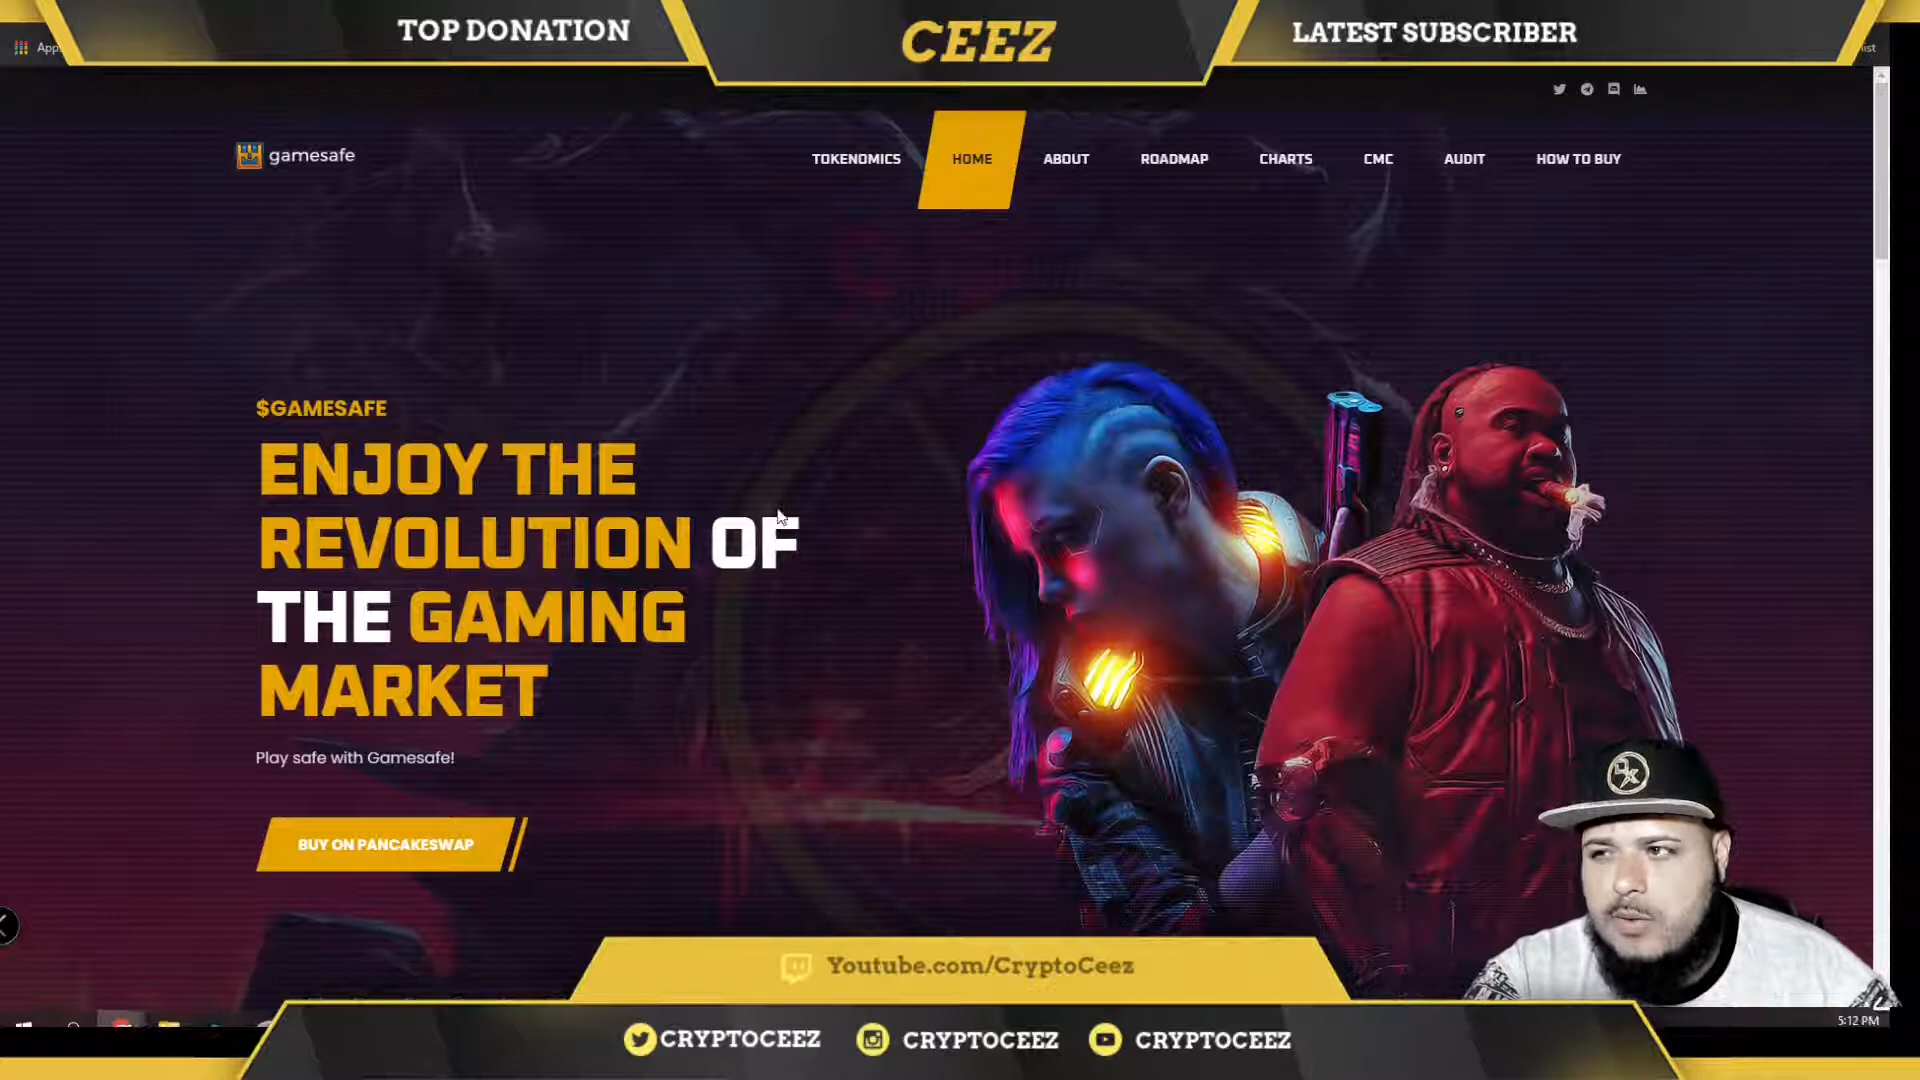 TOP DONATION
CEEZ
LATEST SUBSCRIBER
App
list
gamesafe
TOKENOMICS
HOME
ABOUT
ROADMAP
CHARTS
CMC
AUDIT
HOW TO BUY
$GAMESAFE
ENJOY THE
REVOLUTION OF
THE GAMING
MARKET
Play safe with Gamesafe!
BUY ON PANCAKESWAP
Youtube.com/CryptoCeez
5:12 PM
CRYPTOCEEZ
CRYPTOCEEZ
CRYPTOCEEZ